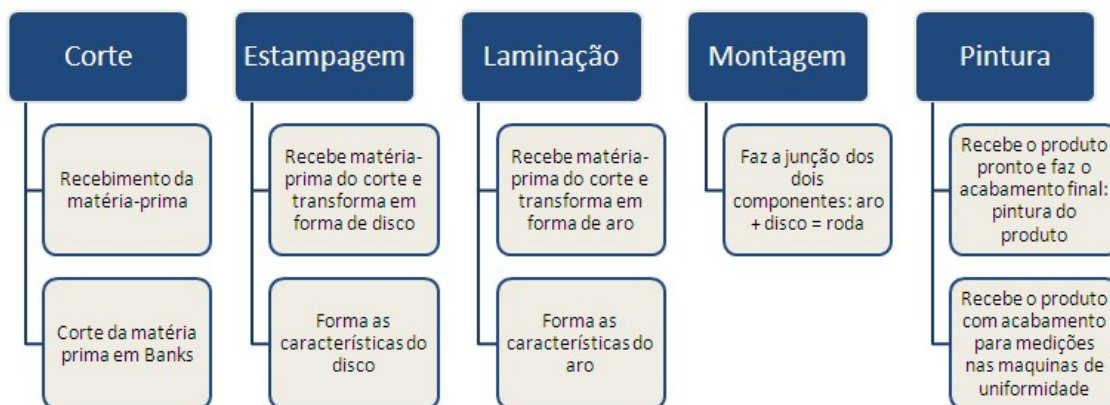 Corte
Recebimento da
matéria-prima
Corte da matéria
prima em Banks
Estampagem
Recebe matéria-
prima do corte e
transforma em
forma de disco
Forma as
características do
disco
Laminação
Recebe matéria-
prima do corte e
transforma em
forma de aro
Forma as
características do
aro
Montagem
Faz a junção dos
dois
componentes: aro
+ disco = roda
Pintura
Recebe o produto
pronto e faz o
acabamento final:
pintura do
produto
Recebe o produto
com acabamento
para medições
nas maquinas de
uniformidade